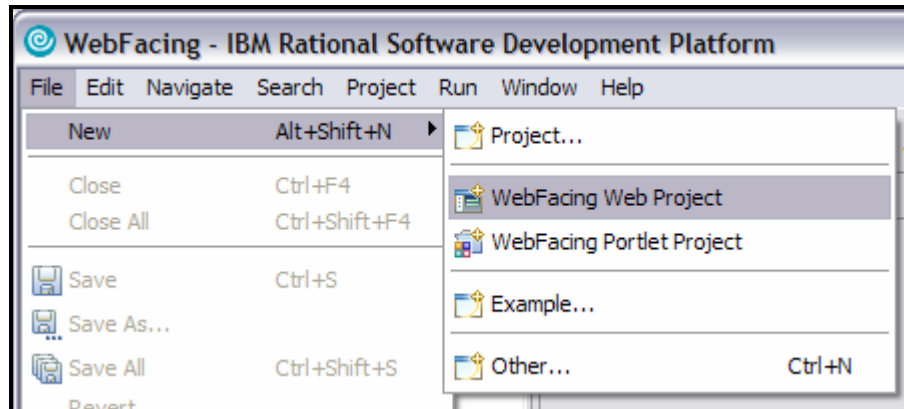 WebFacing - IBM Rational Software Development Platform
File Edit Navigate Search Project Run Window Help
New Alt+Shift+N
Close Ctrl+F4
Close All Ctrl+Shift+F4
Save Ctrl+S
Save As...
Save All Ctrl+Shift+S
Revert
Project...
WebFacing Web Project
WebFacing Portlet Project
Example...
Other... Ctrl+N